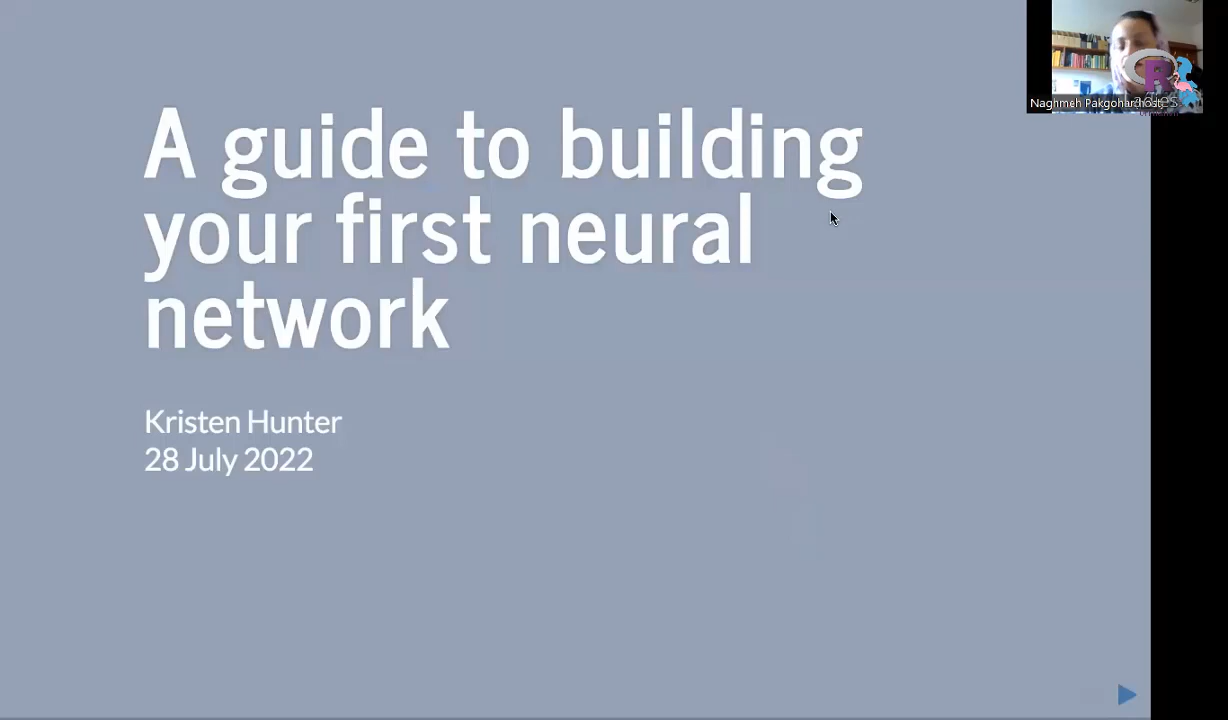 A guide to building
your first neural
network
Kristen Hunter
28 July 2022
Naghmeh Pakgohar
R